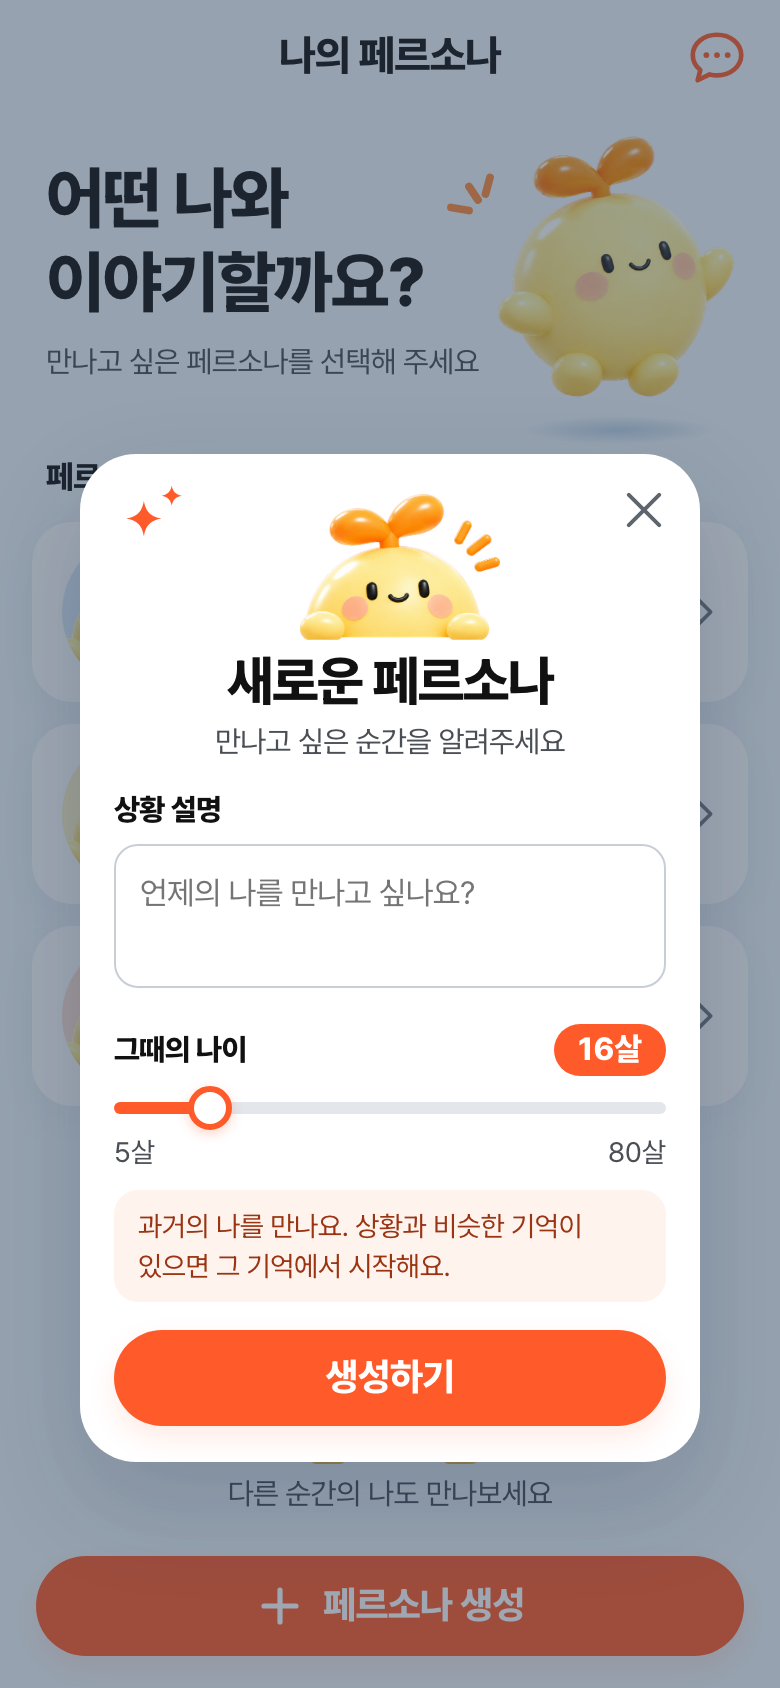 나의 페르소나
어떤 나와
이야기할까요?
만나고 싶은 페르소나를 선택해 주세요
새로운 페르소나
만나고 싶은 순간을 알려주세요
상황 설명
언제의 나를 만나고 싶나요?
그때의 나이
16살
5살
80살
과거의 나를 만나요. 상황과 비슷한 기억이
있으면 그 기억에서 시작해요.
생성하기
다른 순간의 나도 만나보세요
페르소나 생성